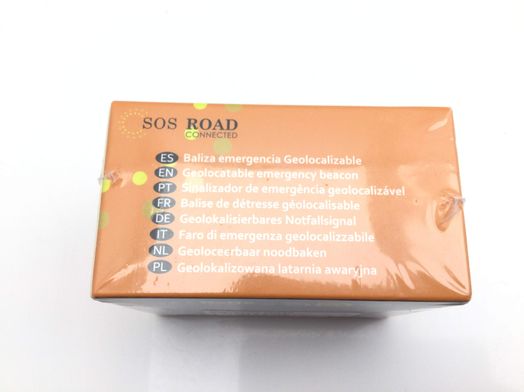 SOS ROAD
CONNECTED
ES Baliza emergencia Geolocalizable
EN Geolocatable emergency beacon
PT Sinalizador de emergência geolocalizável
FR Balise de détresse géolocalisable
DE Geolokalisierbares Notfallsignal
IT Faro di emergenza geolocalizzabile
NL Geoloceerbaar noodbaken
PL Geolokalizowana latarnia awaryjna